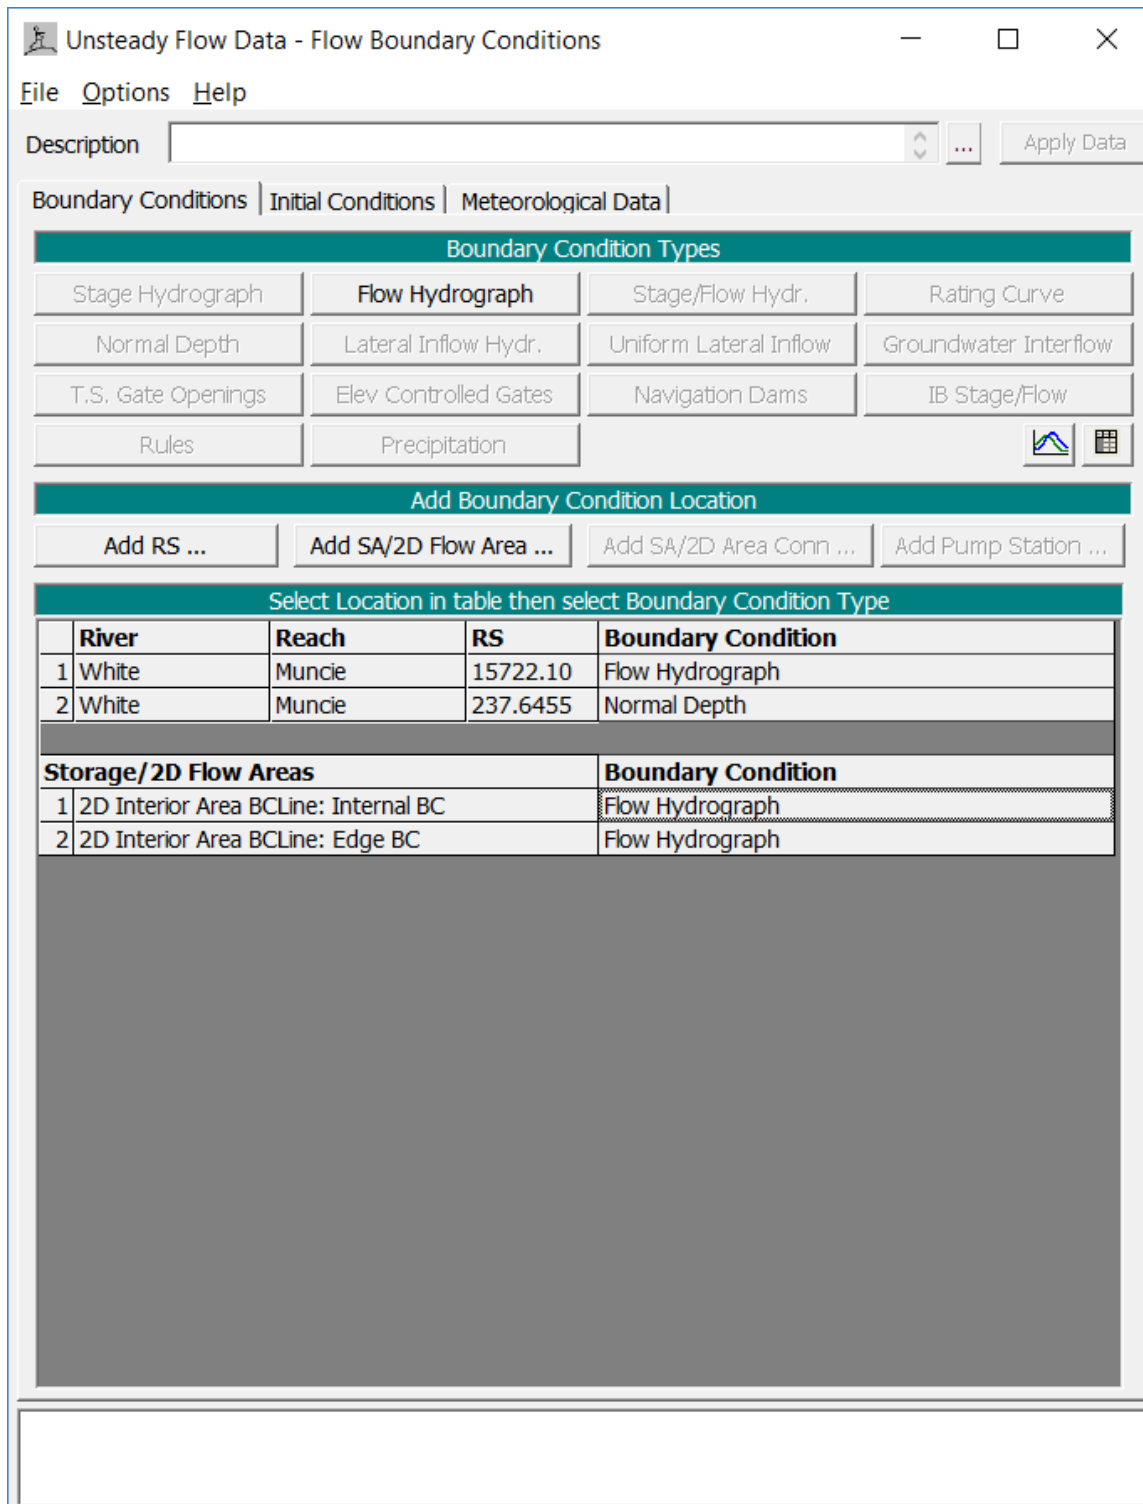 Unsteady Flow Data - Flow Boundary Conditions
File Options Help
Description ... Apply Data
Boundary Conditions Initial Conditions Meteorological Data
Boundary Condition Types
Stage Hydrograph Flow Hydrograph Stage/Flow Hydr. Rating Curve
Normal Depth Lateral Inflow Hydr. Uniform Lateral Inflow Groundwater Interflow
T.S. Gate Openings Elev Controlled Gates Navigation Dams IB Stage/Flow
Rules Precipitation
Add Boundary Condition Location
Add RS ... Add SA/2D Flow Area ... Add SA/2D Area Conn ... Add Pump Station ...
Select Location in table then select Boundary Condition Type
River Reach RS Boundary Condition
1 White Muncie 15722.10 Flow Hydrograph
2 White Muncie 237.6455 Normal Depth
Storage/2D Flow Areas Boundary Condition
1 2D Interior Area BCLine: Internal BC Flow Hydrograph
2 2D Interior Area BCLine: Edge BC Flow Hydrograph